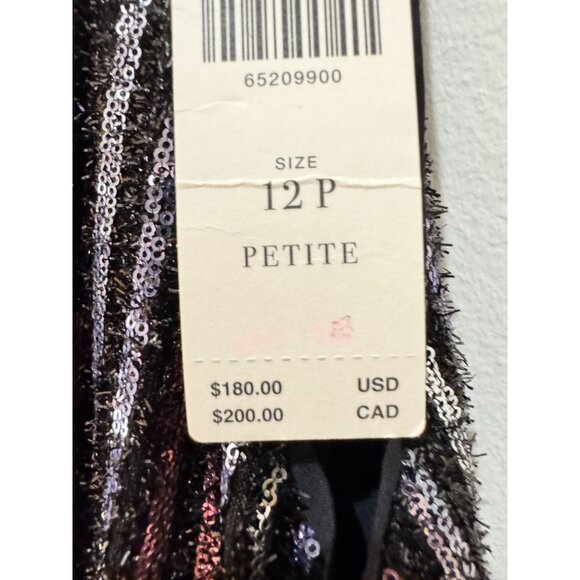 65209900
SIZE
12 P
PETITE
$180.00 USD
$200.00 CAD